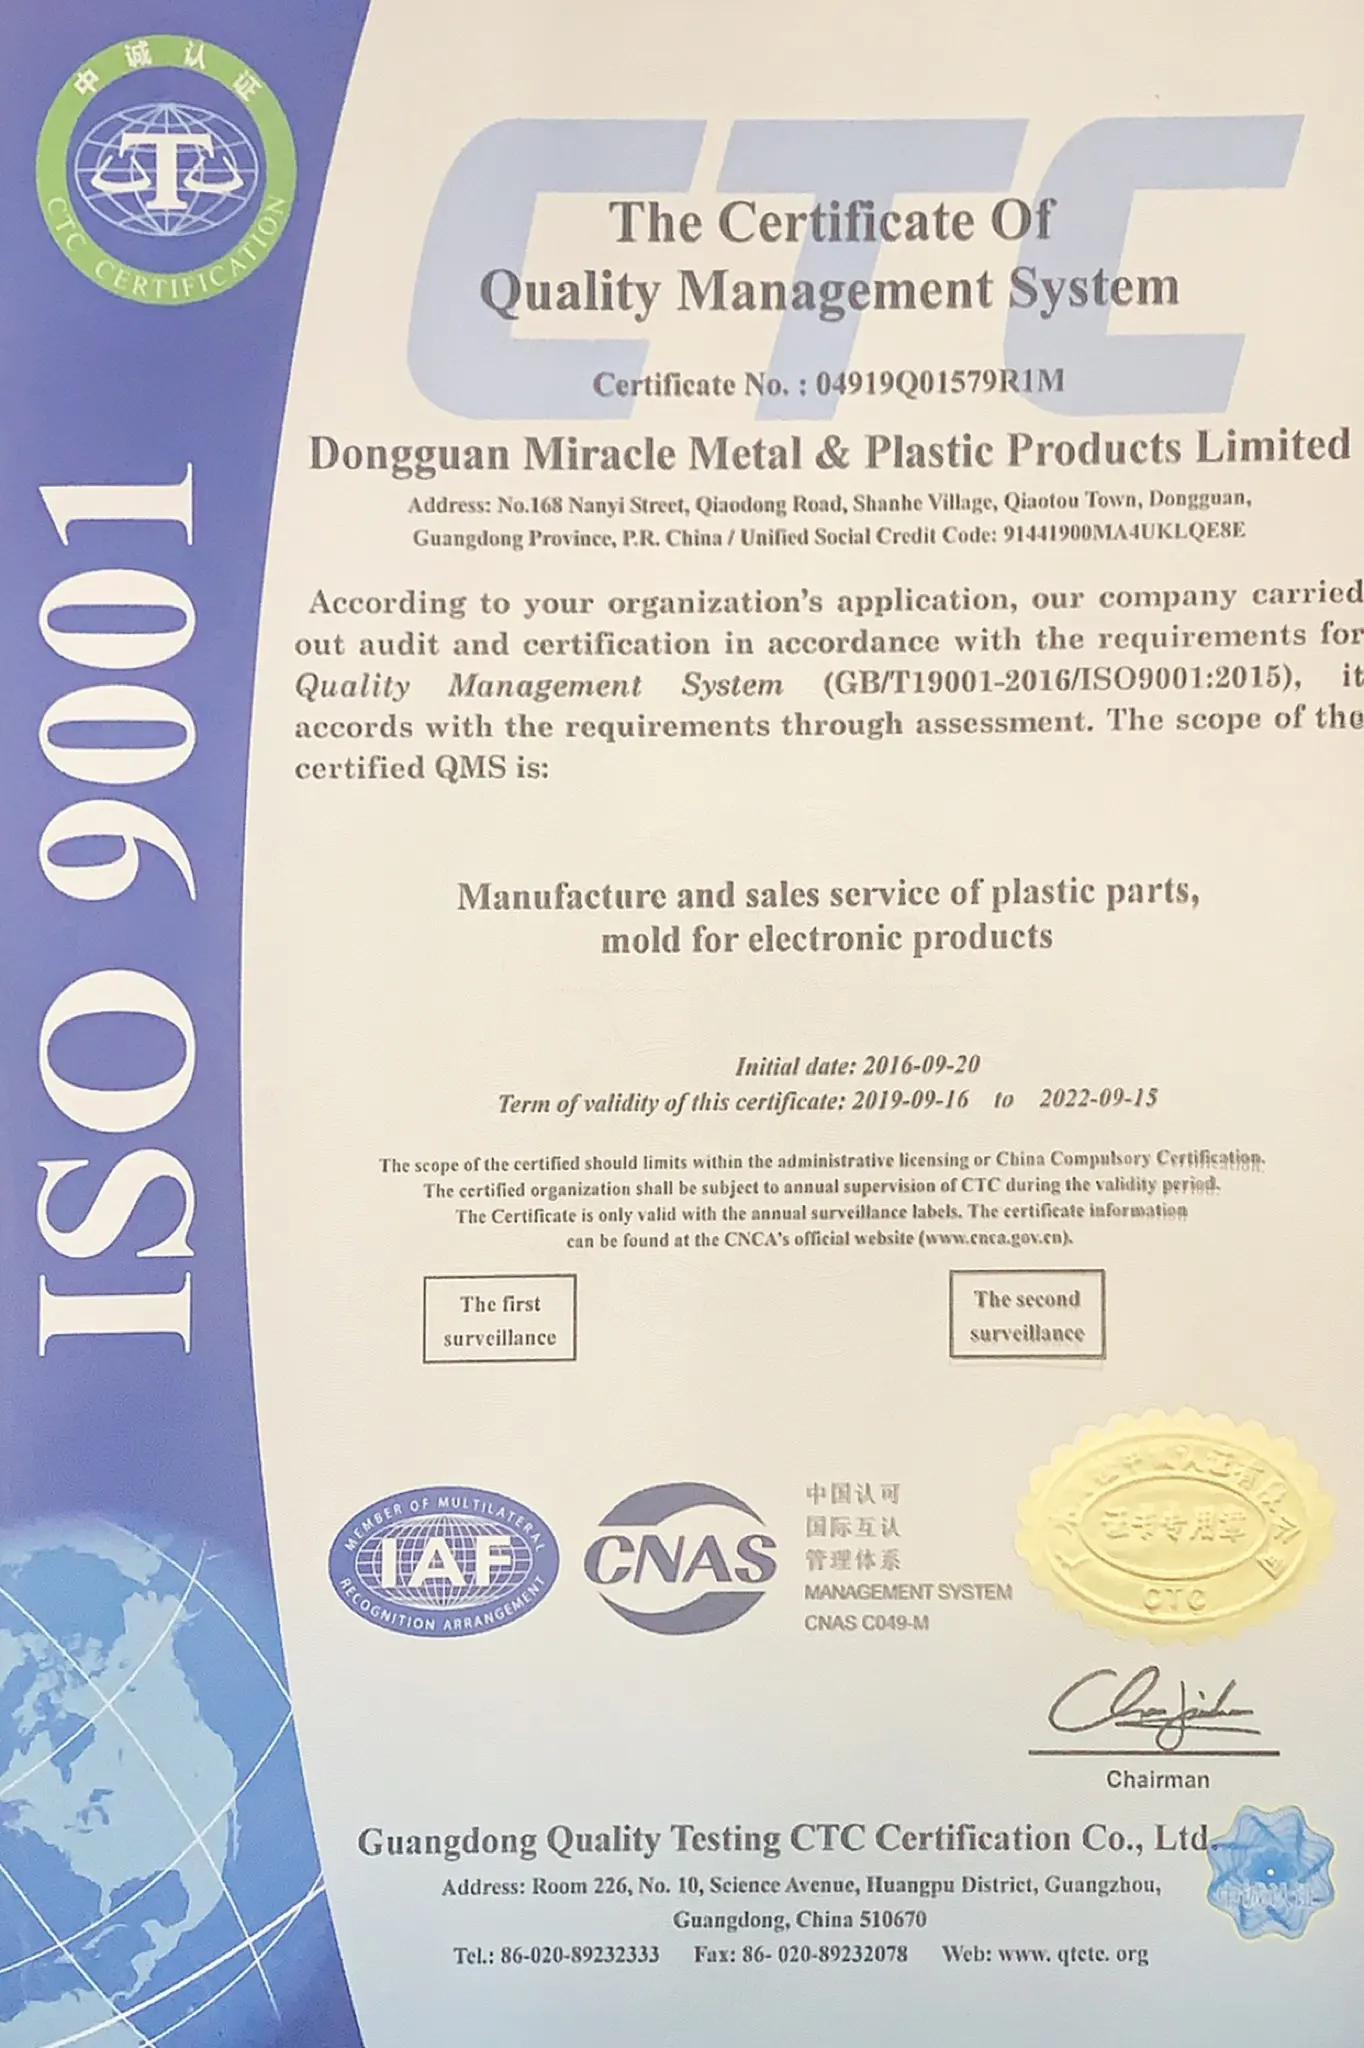 中诚认证
CTC CERTIFICATION
ISO 9001
CTC
The Certificate Of
Quality Management System
Certificate No. : 04919Q01579R1M
Dongguan Miracle Metal & Plastic Products Limited
Address: No.168 Nanyi Street, Qiaodong Road, Shanhe Village, Qiaotou Town, Dongguan,
Guangdong Province, P.R. China / Unified Social Credit Code: 91441900MA4UKLQE8E
According to your organization's application, our company carried
out audit and certification in accordance with the requirements for
Quality Management System (GB/T19001-2016/ISO9001:2015), it
accords with the requirements through assessment. The scope of the
certified QMS is:
Manufacture and sales service of plastic parts,
mold for electronic products
Initial date: 2016-09-20
Term of validity of this certificate: 2019-09-16 to 2022-09-15
The scope of the certified should limits within the administrative licensing or China Compulsory Certification.
The certified organization shall be subject to annual supervision of CTC during the validity period.
The Certificate is only valid with the annual surveillance labels. The certificate information
can be found at the CNCA's official website (www.cnca.gov.cn).
The first
surveillance
The second
surveillance
MEMBER OF MULTILATERAL
IAF
RECOGNITION ARRANGEMENT
CNAS
中国认可
国际互认
管理体系
MANAGEMENT SYSTEM
CNAS C049-M
证书专用章
CTC
Chairman
Guangdong Quality Testing CTC Certification Co., Ltd.
Address: Room 226, No. 10, Science Avenue, Huangpu District, Guangzhou,
Guangdong, China 510670
Tel.: 86-020-89232333 Fax: 86- 020-89232078 Web: www. qtctc. org